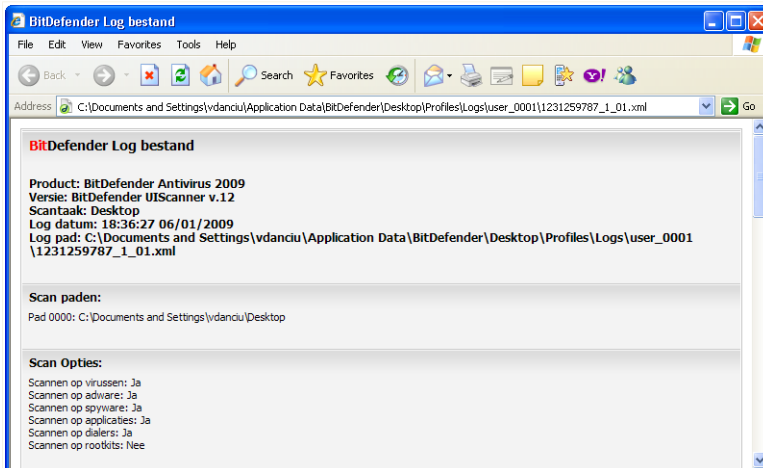 BitDefender Log bestand
File Edit View Favorites Tools Help
Back Search Favorites
Address C:\Documents and Settings\vdanciu\Application Data\BitDefender\Desktop\Profiles\Logs\user_0001\1231259787_1_01.xml Go
BitDefender Log bestand
Product: BitDefender Antivirus 2009
Versie: BitDefender UIScanner v.12
Scantaak: Desktop
Log datum: 18:36:27 06/01/2009
Log pad: C:\Documents and Settings\vdanciu\Application Data\BitDefender\Desktop\Profiles\Logs\user_0001
\1231259787_1_01.xml
Scan paden:
Pad 0000: C:\Documents and Settings\vdanciu\Desktop
Scan Opties:
Scannen op virussen: Ja
Scannen op adware: Ja
Scannen op spyware: Ja
Scannen op applicaties: Ja
Scannen op dialers: Ja
Scannen op rootkits: Nee